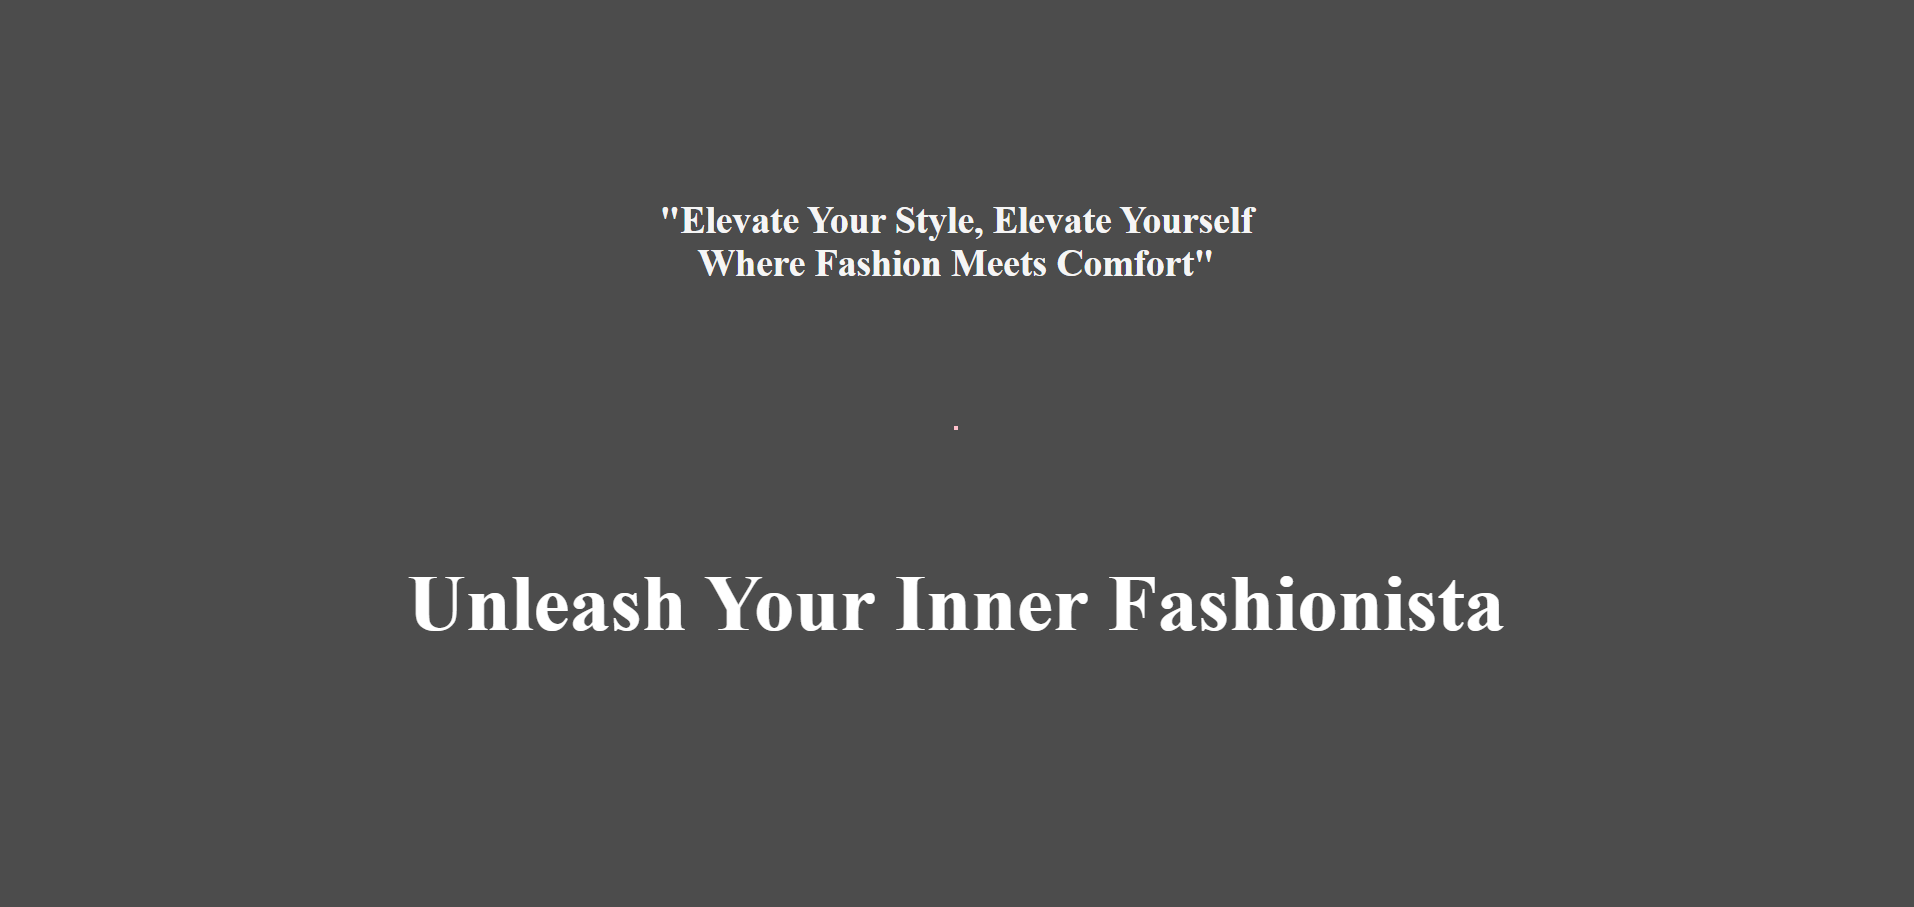 "Elevate Your Style, Elevate Yourself
Where Fashion Meets Comfort"
Unleash Your Inner Fashionista